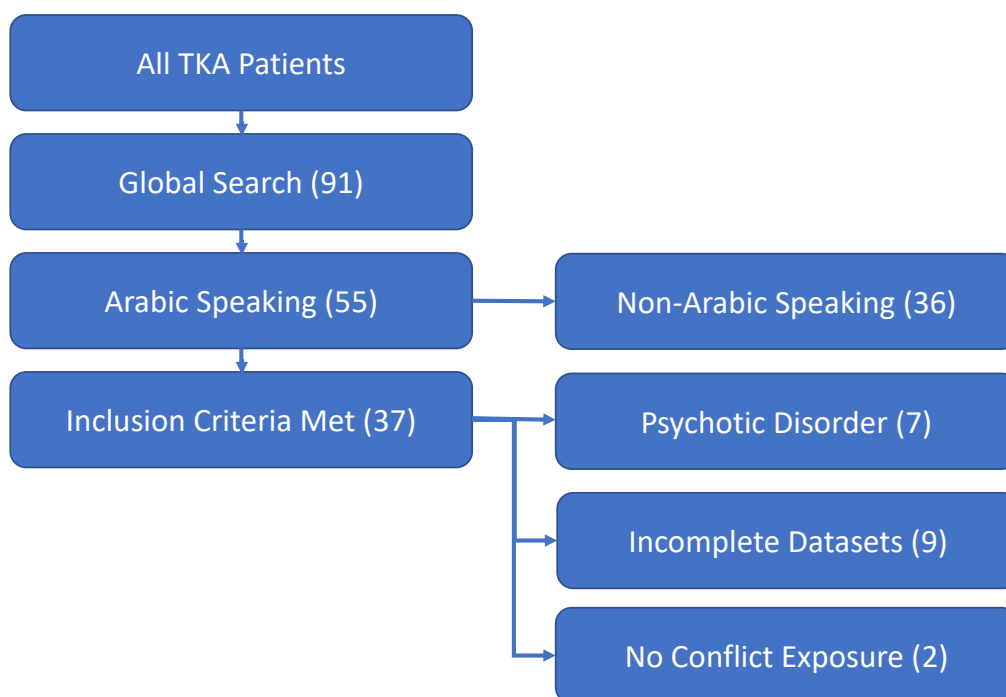 All TKA Patients
Global Search (91)
Arabic Speaking (55)
Non-Arabic Speaking (36)
Inclusion Criteria Met (37)
Psychotic Disorder (7)
Incomplete Datasets (9)
No Conflict Exposure (2)